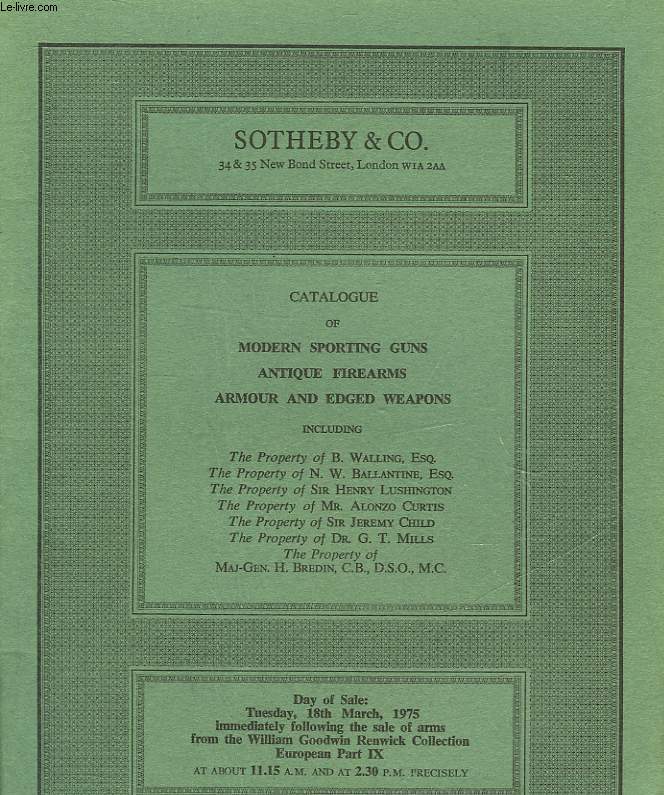 Le-livre.com
SOTHEBY & CO.
34 & 35 New Bond Street, London W1A 2AA
CATALOGUE
OF
MODERN SPORTING GUNS
ANTIQUE FIREARMS
ARMOUR AND EDGED WEAPONS
INCLUDING
The Property of B. WALLING, ESQ.
The Property of N. W. BALLANTINE, ESQ.
The Property of SIR HENRY LUSHINGTON
The Property of MR. ALONZO CURTIS
The Property of SIR JEREMY CHILD
The Property of DR. G. T. MILLS
The Property of
MAJ-GEN. H. BREDIN, C.B., D.S.O., M.C.
Day of Sale:
Tuesday, 18th March, 1975
immediately following the sale of arms
from the William Goodwin Renwick Collection
European Part IX
AT ABOUT 11.15 A.M. AND AT 2.30 P.M. PRECISELY